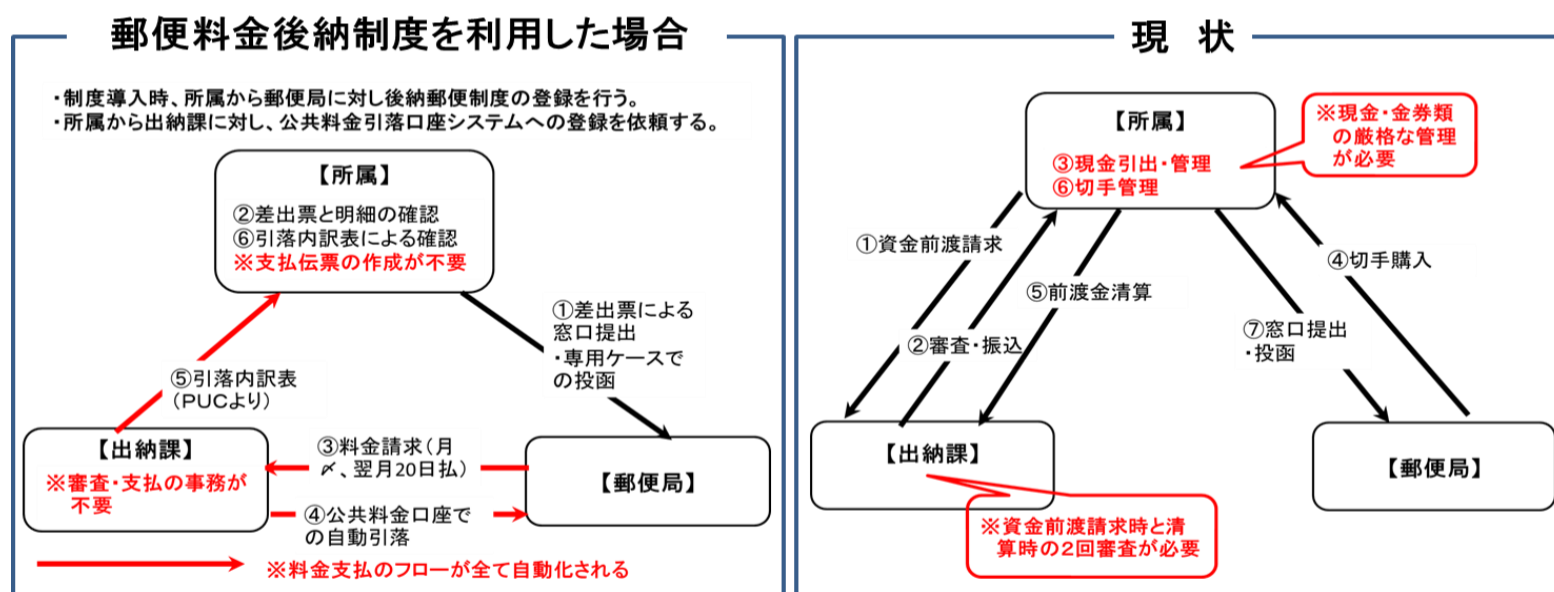 郵便料金後納制度を利用した場合
・制度導入時、所属から郵便局に対し後納郵便制度の登録を行う。
・所属から出納課に対し、公共料金引落口座システムへの登録を依頼する。
【所属】
②差出票と明細の確認
⑥引落内訳表による確認
※支払伝票の作成が不要
①差出票による
窓口提出
・専用ケースで
の投函
⑤引落内訳表
（PUCより）
【出納課】
※審査・支払の事務が
不要
③料金請求（月
〆、翌月20日払）
④公共料金口座で
の自動引落
【郵便局】
※料金支払のフローが全て自動化される
現 状
【所属】
③現金引出・管理
⑥切手管理
※現金・金券類
の厳格な管理
が必要
①資金前渡請求
②審査・振込
⑤前渡金清算
④切手購入
⑦窓口提出
・投函
【出納課】
※資金前渡請求時と清
算時の２回審査が必要
【郵便局】